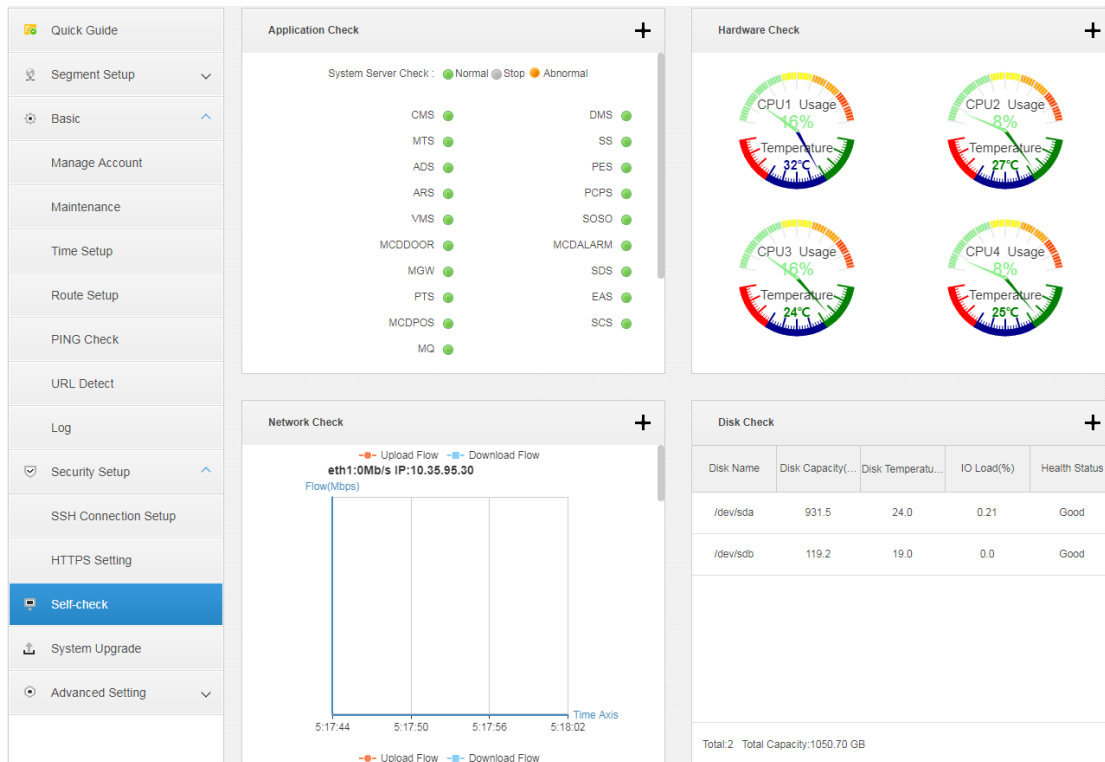 Quick Guide
Segment Setup
Basic
Manage Account
Maintenance
Time Setup
Route Setup
PING Check
URL Detect
Log
Security Setup
SSH Connection Setup
HTTPS Setting
Self-check
System Upgrade
Advanced Setting
Application Check
System Server Check : Normal Stop Abnormal
CMS DMS
MTS SS
ADS PES
ARS PCPS
VMS SOSO
MCDDOOR MCDALARM
MGW SDS
PTS EAS
MCDPOS SCS
MQ
Hardware Check
CPU1 Usage
16%
Temperature
32°C
CPU2 Usage
8%
Temperature
27°C
CPU3 Usage
16%
Temperature
24°C
CPU4 Usage
8%
Temperature
25°C
Network Check
Upload Flow Download Flow
eth1:0Mb/s IP:10.35.95.30
Flow(Mbps)
Time Axis
5:17:44 5:17:50 5:17:56 5:18:02
Upload Flow Download Flow
Disk Check
Disk Name Disk Capacity(... Disk Temperatu... IO Load(%) Health Status
/dev/sda 931.5 24.0 0.21 Good
/dev/sdb 119.2 19.0 0.0 Good
Total:2 Total Capacity:1050.70 GB